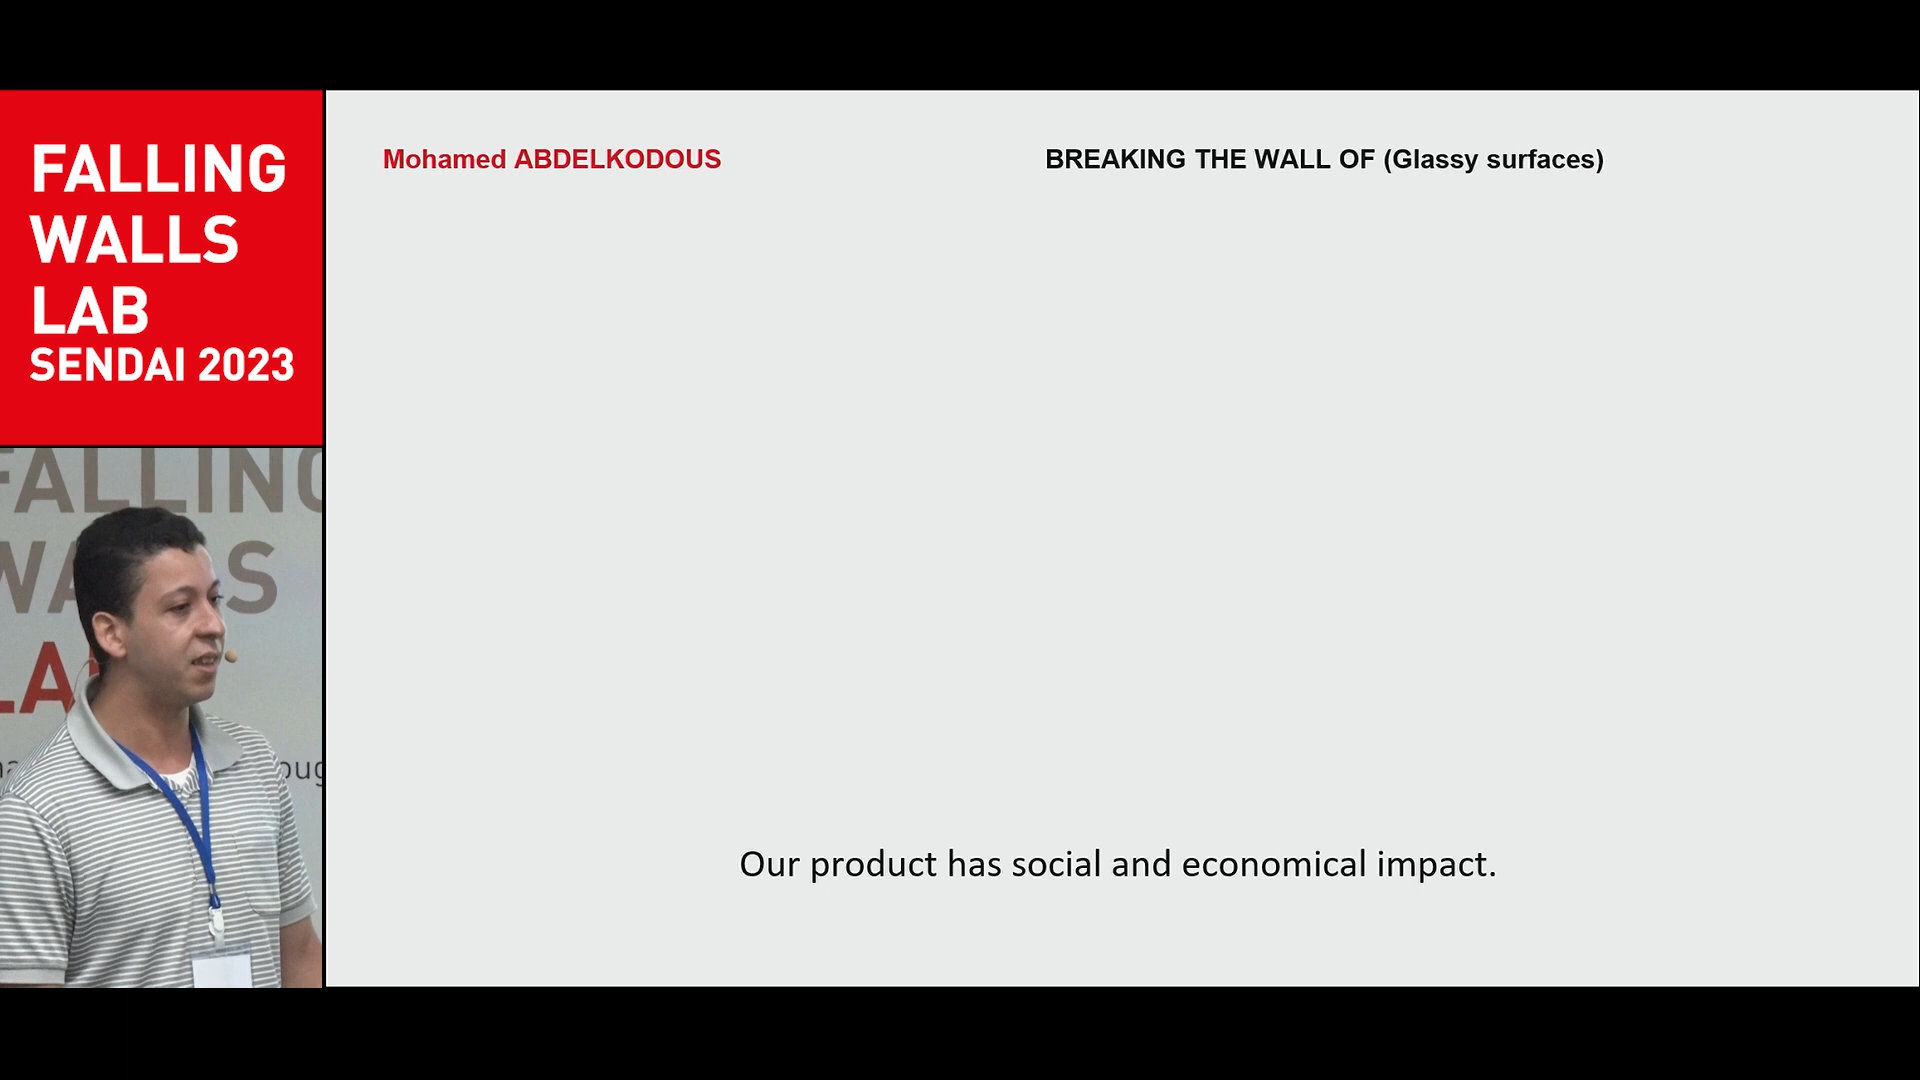 FALLING
WALLS
LAB
SENDAI 2023
Mohamed ABDELKODOUS
BREAKING THE WALL OF (Glassy surfaces)
Our product has social and economical impact.
FALLING